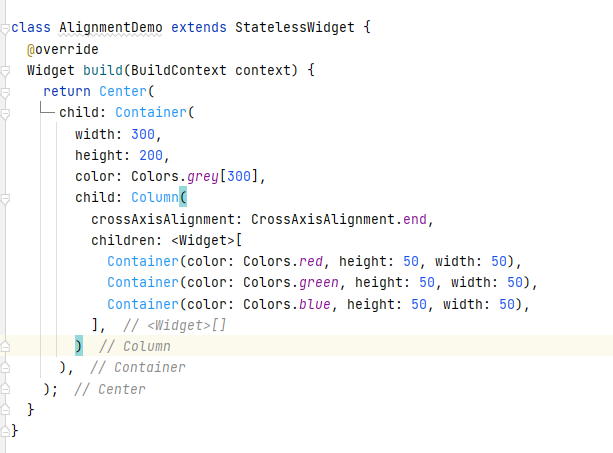 class AlignmentDemo extends StatelessWidget {
  @override
  Widget build(BuildContext context) {
    return Center(
      child: Container(
        width: 300,
        height: 200,
        color: Colors.grey[300],
        child: Column(
          crossAxisAlignment: CrossAxisAlignment.end,
          children: <Widget>[
            Container(color: Colors.red, height: 50, width: 50),
            Container(color: Colors.green, height: 50, width: 50),
            Container(color: Colors.blue, height: 50, width: 50),
          ],  // <Widget>[]
        )  // Column
      ),  // Container
    );  // Center
  }
}